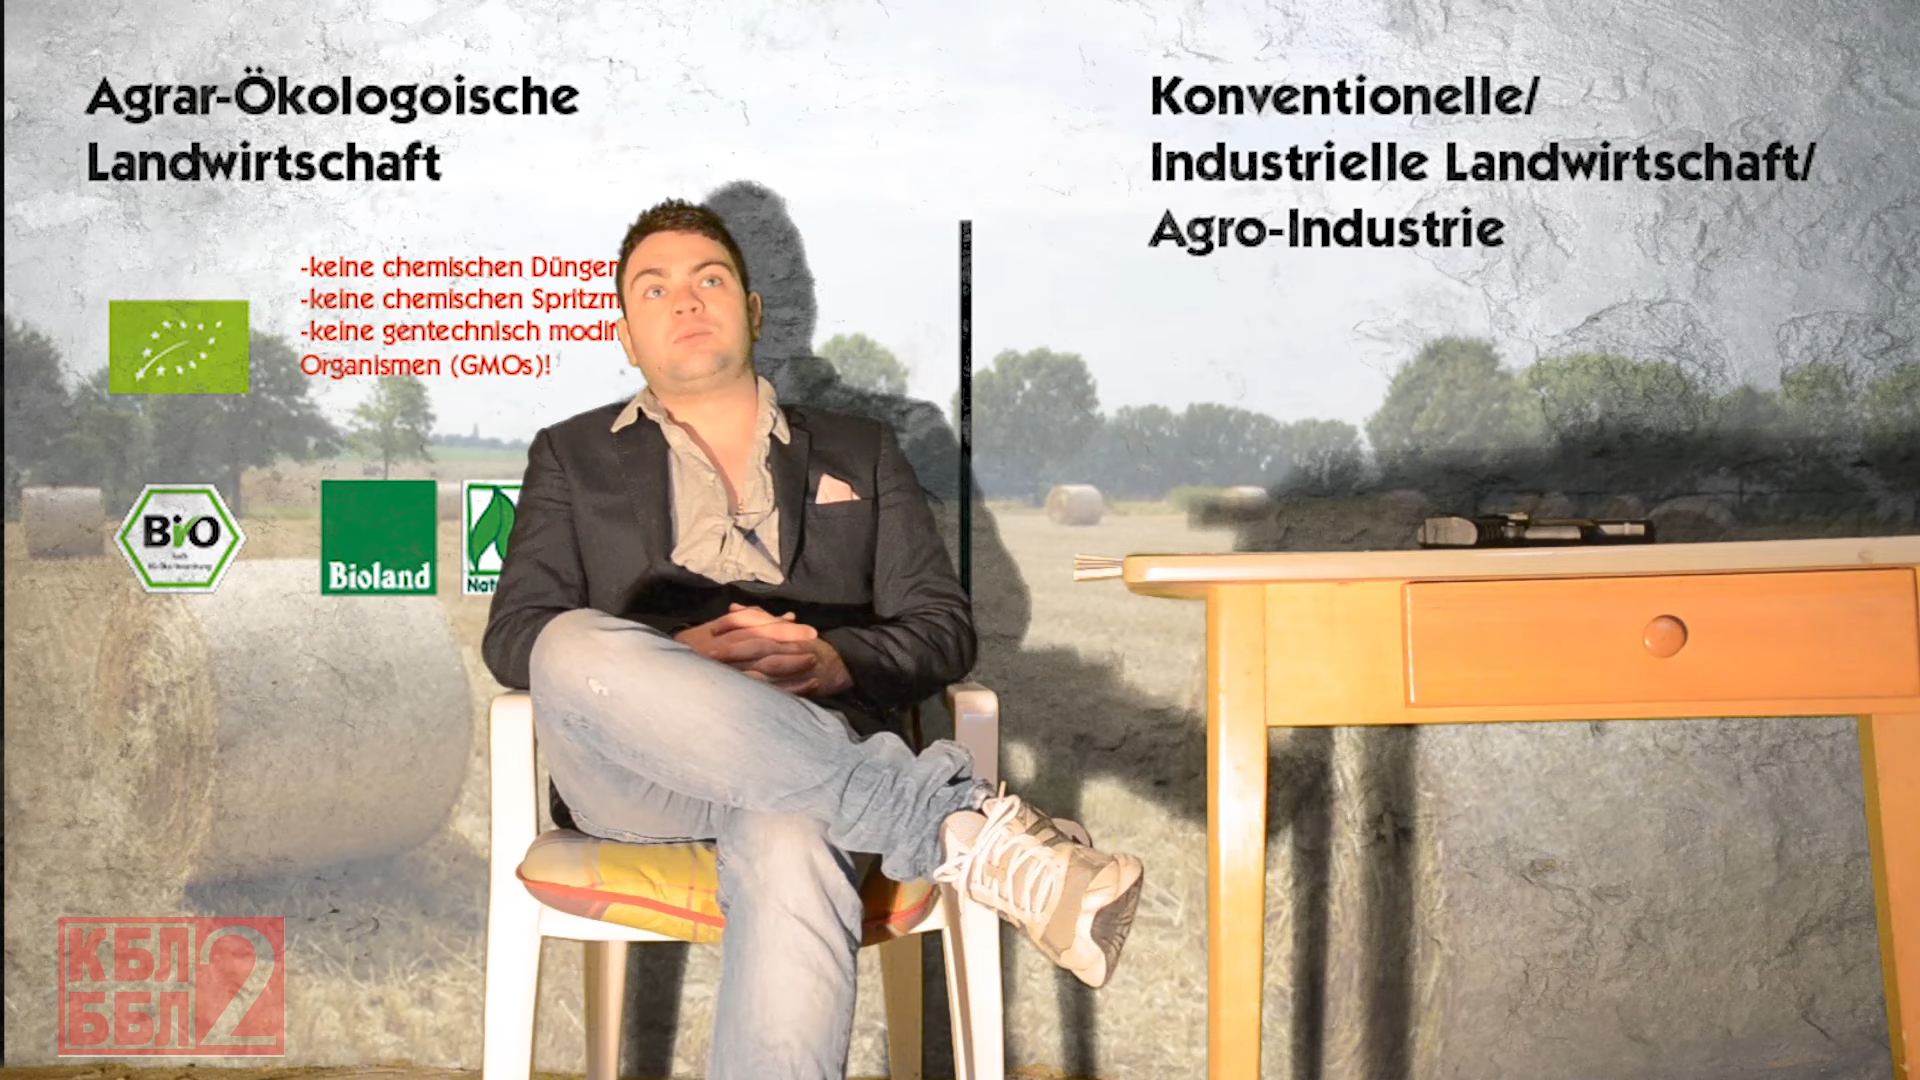 Agrar-Ökologoische
Landwirtschaft
-keine chemischen Dünger
-keine chemischen Spritzm
-keine gentechnisch modif
Organismen (GMOs)!
BiO
Bioland
Nat
Konventionelle/
Industrielle Landwirtschaft/
Agro-Industrie
КБЛ
ББЛ 2